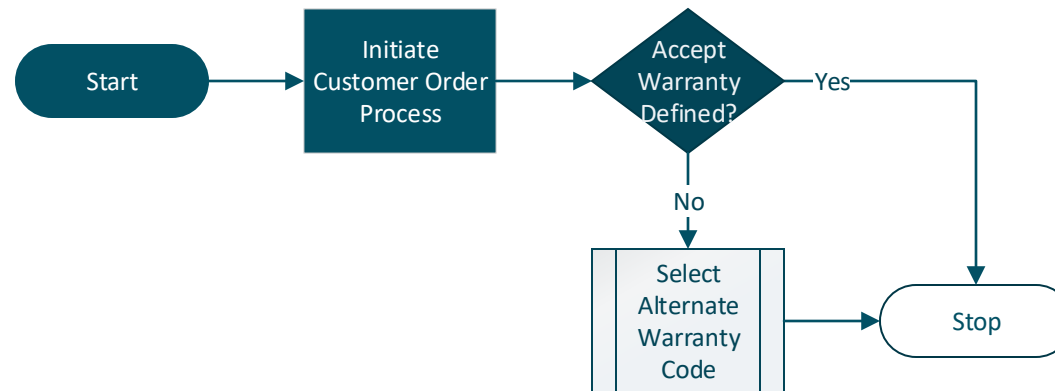 Start
Initiate
Customer Order
Process
Accept
Warranty
Defined?
Yes
No
Select
Alternate
Warranty
Code
Stop